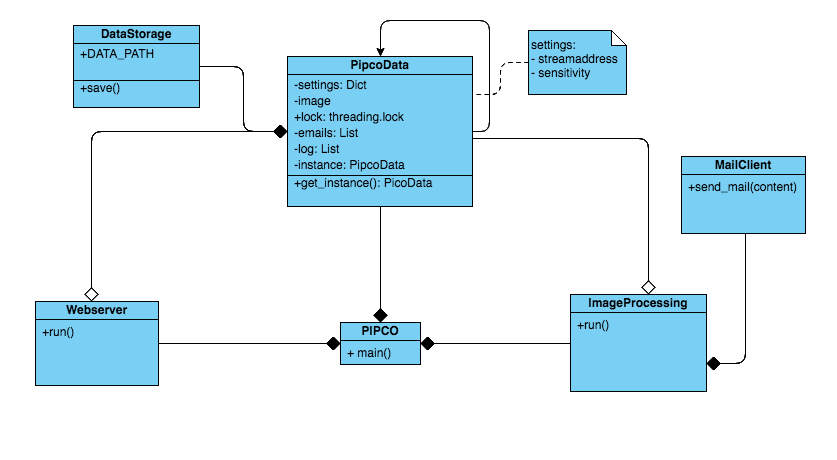 DataStorage
+DATA_PATH
+save()
PipcoData
-settings: Dict
-image
+lock: threading.lock
-emails: List
-log: List
-instance: PipcoData
+get_instance(): PicoData
settings:
- streamaddress
- sensitivity
MailClient
+send_mail(content)
Webserver
+run()
PIPCO
+ main()
ImageProcessing
+run()